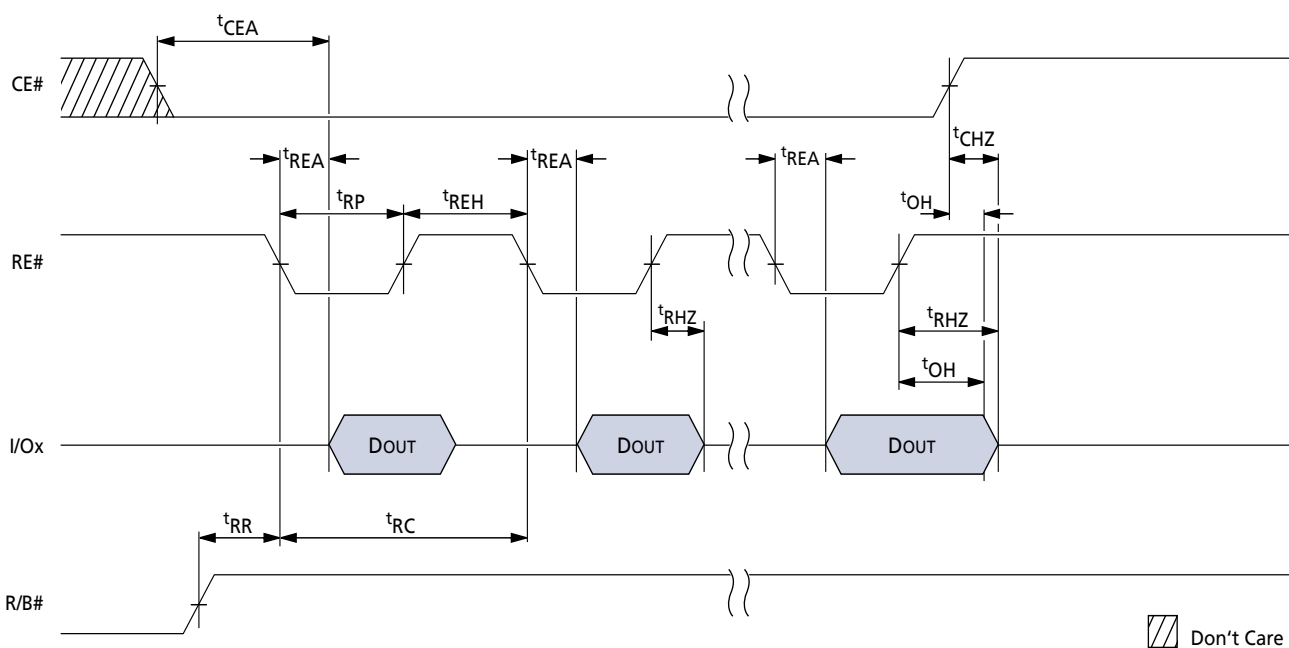 tCEA
CE#
tCHZ
tREA tREA tREA
tRP tREH tOH
RE#
tRHZ tRHZ
tOH
I/Ox DOUT DOUT DOUT
tRR tRC
R/B#
Don't Care